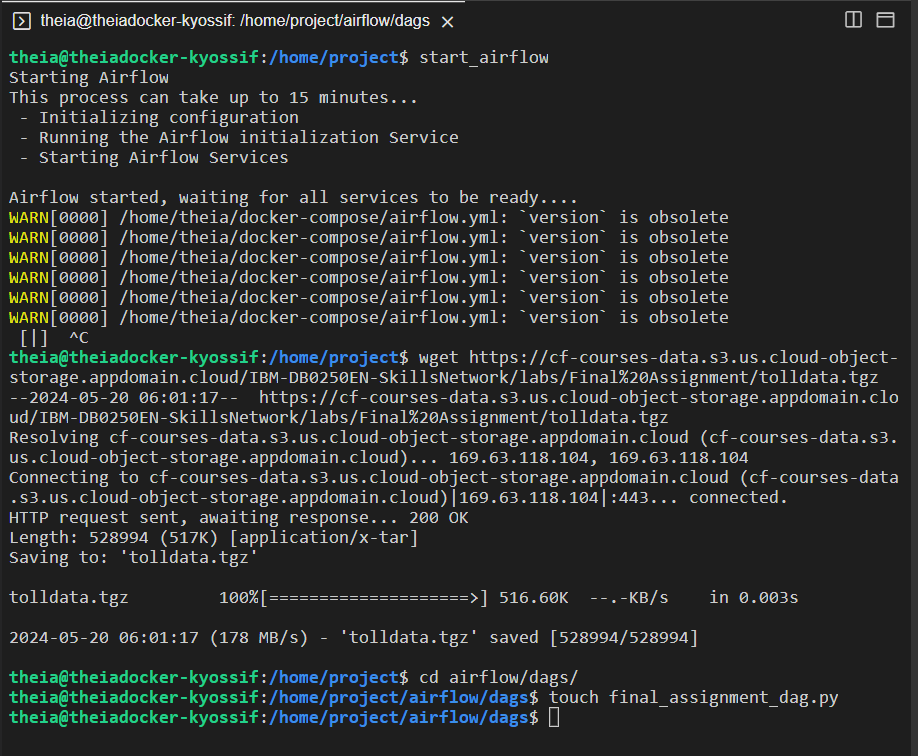 theia@theiadocker-kyossif: /home/project/airflow/dags ×
theia@theiadocker-kyossif:/home/project$ start_airflow
Starting Airflow
This process can take up to 15 minutes...
 - Initializing configuration
 - Running the Airflow initialization Service
 - Starting Airflow Services
Airflow started, waiting for all services to be ready....
WARN[0000] /home/theia/docker-compose/airflow.yml: `version` is obsolete
WARN[0000] /home/theia/docker-compose/airflow.yml: `version` is obsolete
WARN[0000] /home/theia/docker-compose/airflow.yml: `version` is obsolete
WARN[0000] /home/theia/docker-compose/airflow.yml: `version` is obsolete
WARN[0000] /home/theia/docker-compose/airflow.yml: `version` is obsolete
WARN[0000] /home/theia/docker-compose/airflow.yml: `version` is obsolete
 [|]  ^C
theia@theiadocker-kyossif:/home/project$ wget https://cf-courses-data.s3.us.cloud-object-
storage.appdomain.cloud/IBM-DB0250EN-SkillsNetwork/labs/Final%20Assignment/tolldata.tgz
--2024-05-20 06:01:17--  https://cf-courses-data.s3.us.cloud-object-storage.appdomain.clo
ud/IBM-DB0250EN-SkillsNetwork/labs/Final%20Assignment/tolldata.tgz
Resolving cf-courses-data.s3.us.cloud-object-storage.appdomain.cloud (cf-courses-data.s3.
us.cloud-object-storage.appdomain.cloud)... 169.63.118.104, 169.63.118.104
Connecting to cf-courses-data.s3.us.cloud-object-storage.appdomain.cloud (cf-courses-data
.s3.us.cloud-object-storage.appdomain.cloud)|169.63.118.104|:443... connected.
HTTP request sent, awaiting response... 200 OK
Length: 528994 (517K) [application/x-tar]
Saving to: 'tolldata.tgz'
tolldata.tgz         100%[====================>] 516.60K  --.-KB/s    in 0.003s
2024-05-20 06:01:17 (178 MB/s) - 'tolldata.tgz' saved [528994/528994]
theia@theiadocker-kyossif:/home/project$ cd airflow/dags/
theia@theiadocker-kyossif:/home/project/airflow/dags$ touch final_assignment_dag.py
theia@theiadocker-kyossif:/home/project/airflow/dags$